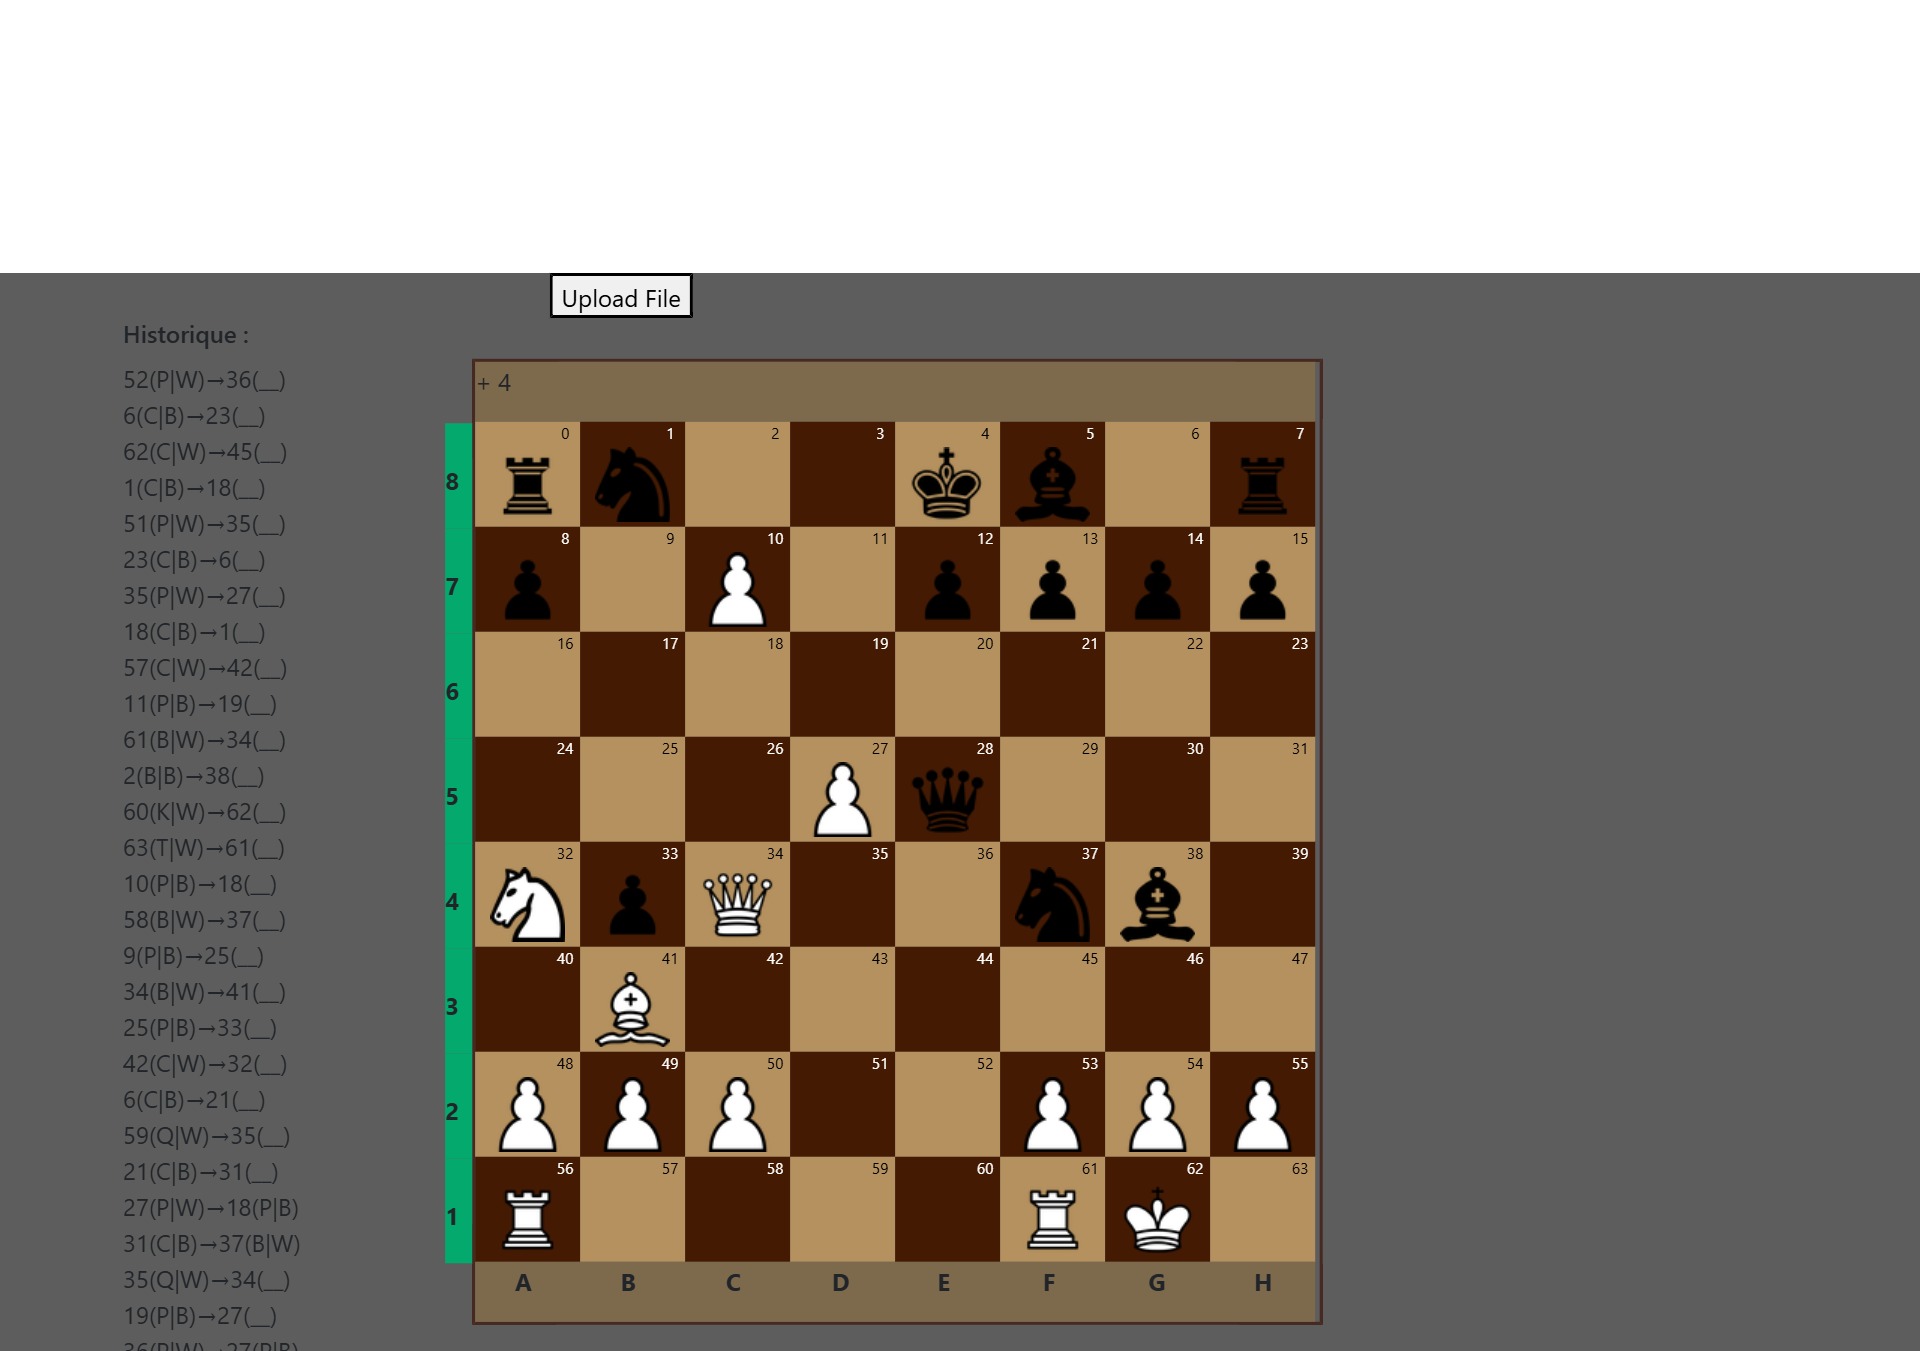 Upload File
Historique :
52(P|W)→36(__)
6(C|B)→23(__)
62(C|W)→45(__)
1(C|B)→18(__)
51(P|W)→35(__)
23(C|B)→6(__)
35(P|W)→27(__)
18(C|B)→1(__)
57(C|W)→42(__)
11(P|B)→19(__)
61(B|W)→34(__)
2(B|B)→38(__)
60(K|W)→62(__)
63(T|W)→61(__)
10(P|B)→18(__)
58(B|W)→37(__)
9(P|B)→25(__)
34(B|W)→41(__)
25(P|B)→33(__)
42(C|W)→32(__)
6(C|B)→21(__)
59(Q|W)→35(__)
21(C|B)→31(__)
27(P|W)→18(P|B)
31(C|B)→37(B|W)
35(Q|W)→34(__)
19(P|B)→27(__)
36(P|W)→27(P|B)
+ 4
0 1 2 3 4 5 6 7
8
8 9 10 11 12 13 14 15
7
16 17 18 19 20 21 22 23
6
24 25 26 27 28 29 30 31
5
32 33 34 35 36 37 38 39
4
40 41 42 43 44 45 46 47
3
48 49 50 51 52 53 54 55
2
56 57 58 59 60 61 62 63
1
A B C D E F G H